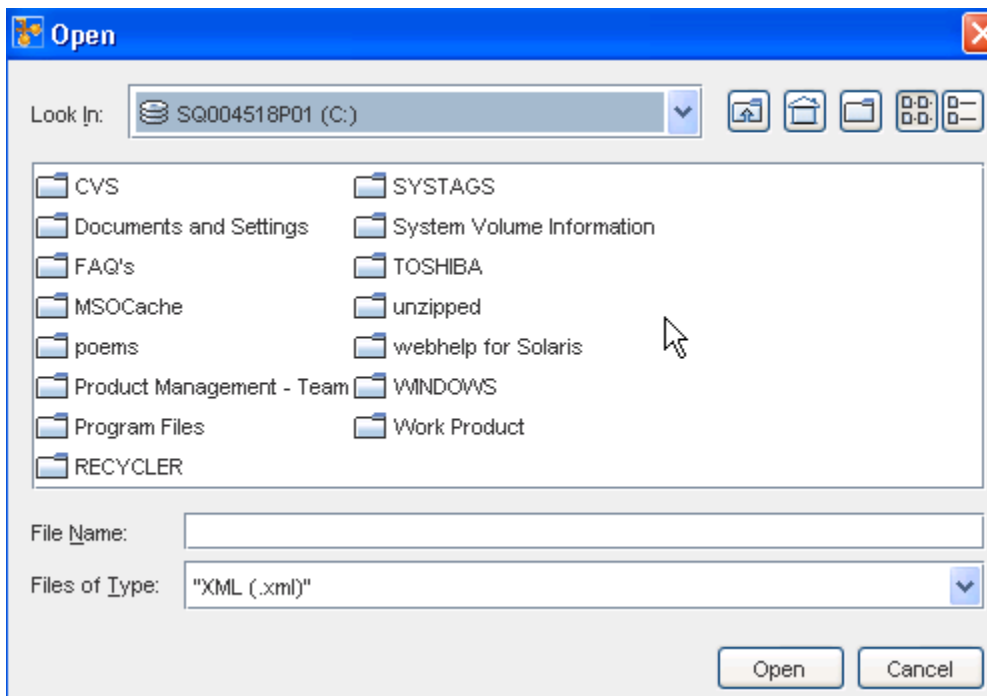 Open
Look In: SQ004518P01 (C:)
CVS
Documents and Settings
FAQ's
MSOCache
poems
Product Management - Team
Program Files
RECYCLER
SYSTAGS
System Volume Information
TOSHIBA
unzipped
webhelp for Solaris
WINDOWS
Work Product
File Name:
Files of Type: "XML (.xml)"
Open Cancel